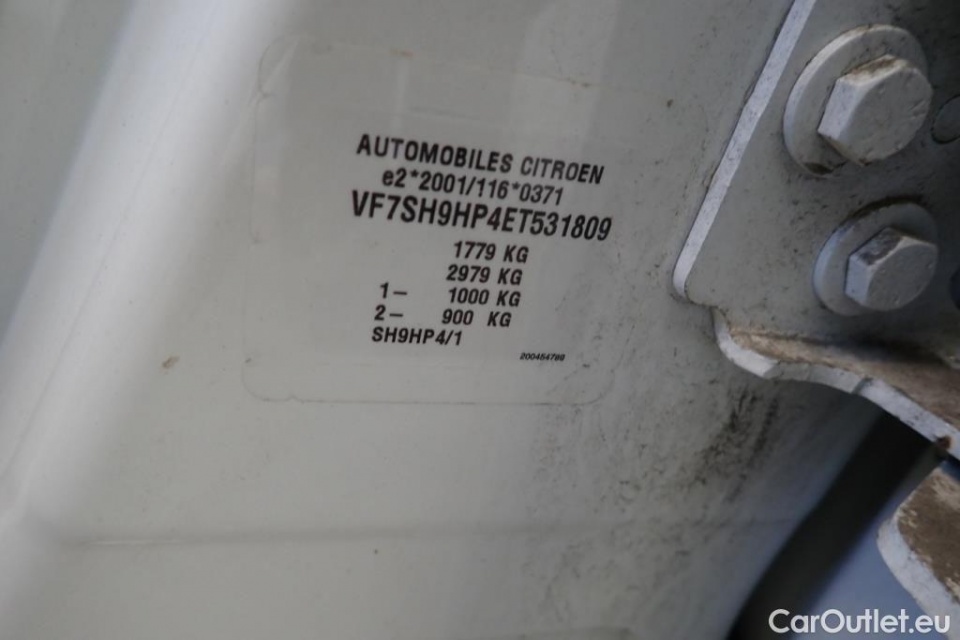 AUTOMOBILES CITROEN
e2*2001/116*0371
VF7SH9HP4ET531809
1779 KG
2979 KG
1- 1000 KG
2- 900 KG
SH9HP4/1
200454799
CarOutlet.eu